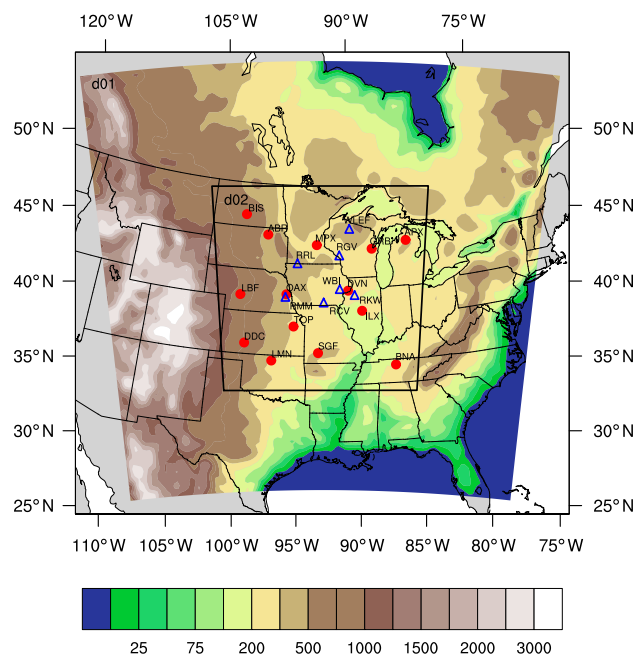 120°W 105°W 90°W 75°W
d01
50°N 50°N
45°N 45°N
d02
BIS
ABR
LEF
MPX
RGV
GRB
APX
RRL
40°N 40°N
LBF
OAX
WBI
DVN
RMM
RCV
RKW
ILX
TOP
DDC
SGF
35°N 35°N
LMN
BNA
30°N 30°N
25°N 25°N
110°W 105°W 100°W 95°W 90°W 85°W 80°W 75°W
25 75 200 500 1000 1500 2000 3000